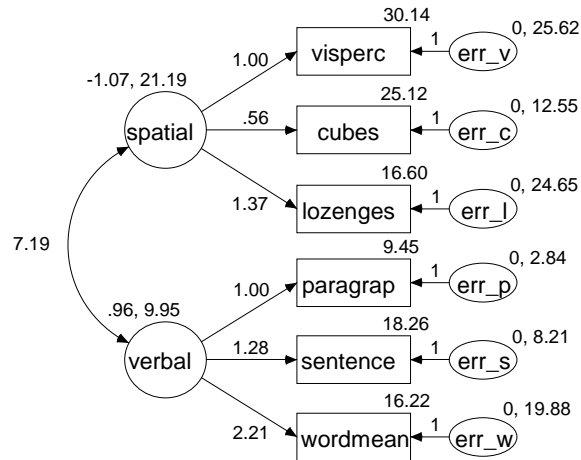 30.14
0, 25.62
1.00
visperc
1
err_v
-1.07, 21.19
25.12
0, 12.55
spatial
.56
cubes
1
err_c
16.60
0, 24.65
1.37
lozenges
1
err_l
7.19
9.45
0, 2.84
1.00
paragrap
1
err_p
.96, 9.95
18.26
0, 8.21
verbal
1.28
sentence
1
err_s
16.22
0, 19.88
2.21
wordmean
1
err_w